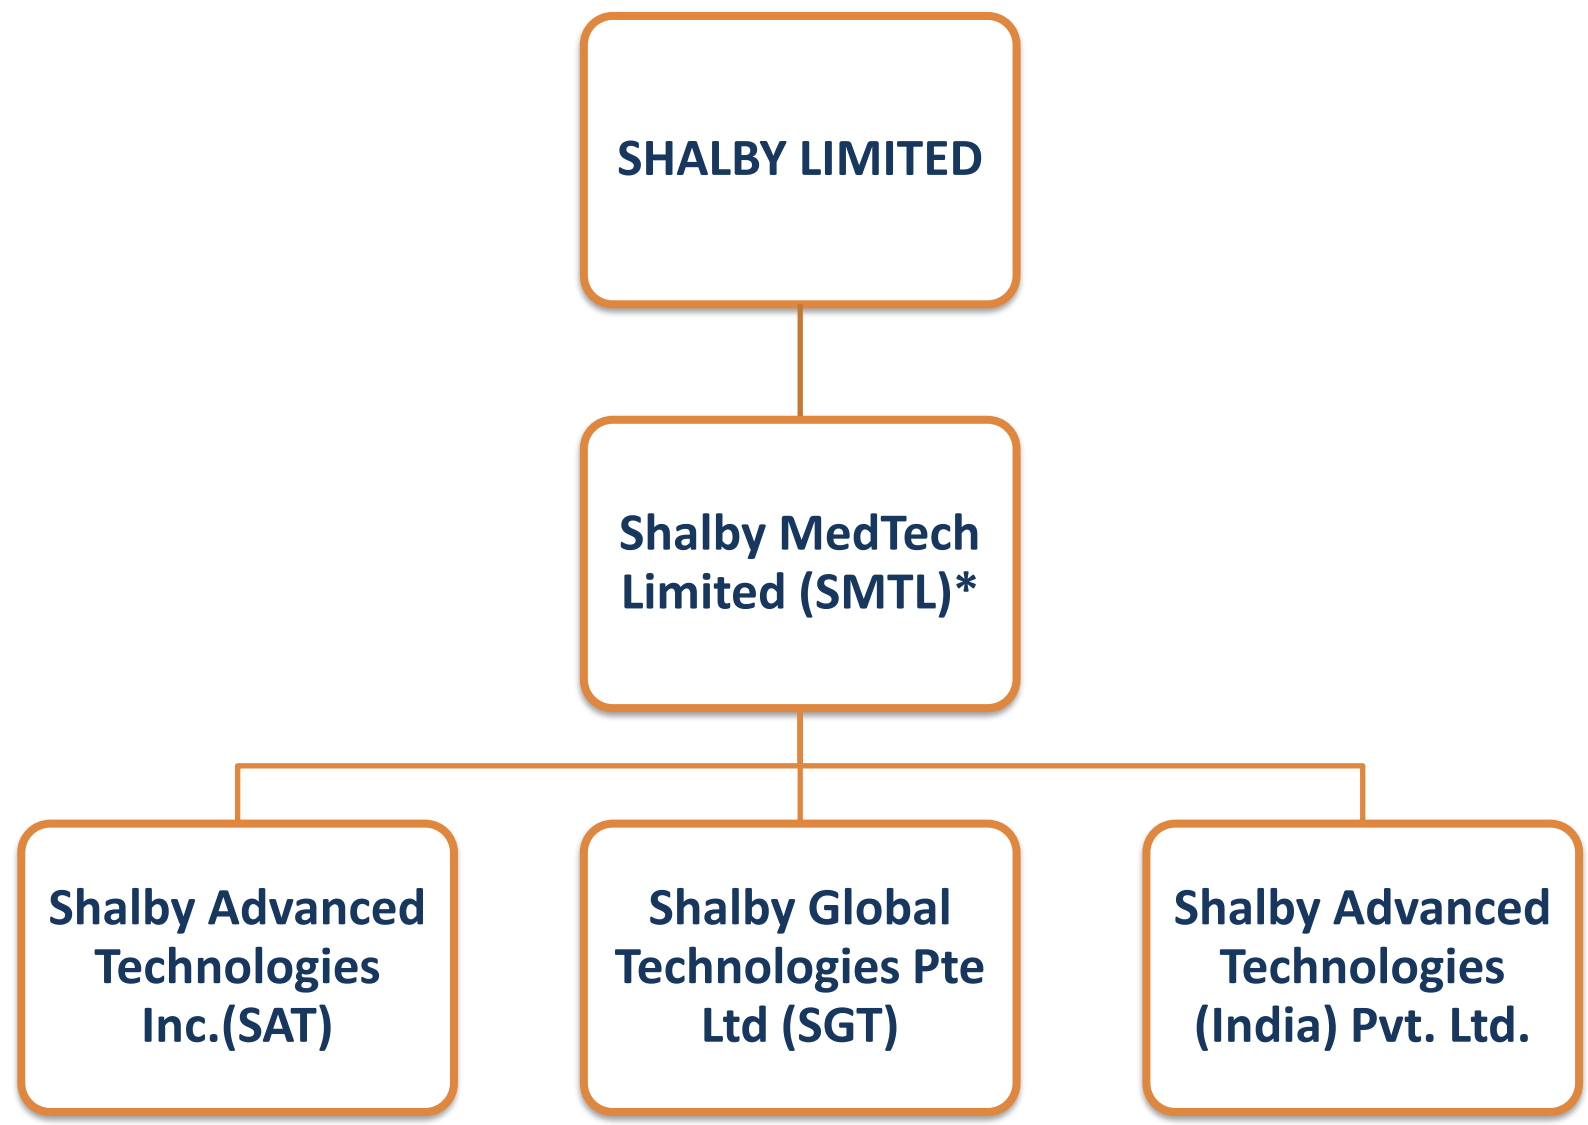 SHALBY LIMITED
Shalby MedTech
Limited (SMTL)*
Shalby Advanced
Technologies
Inc.(SAT)
Shalby Global
Technologies Pte
Ltd (SGT)
Shalby Advanced
Technologies
(India) Pvt. Ltd.